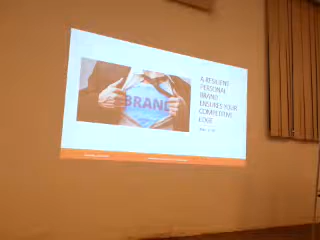 BRAND
A RESILIENT
PERSONAL
BRAND
ENSURES YOUR
COMPETITIVE
EDGE